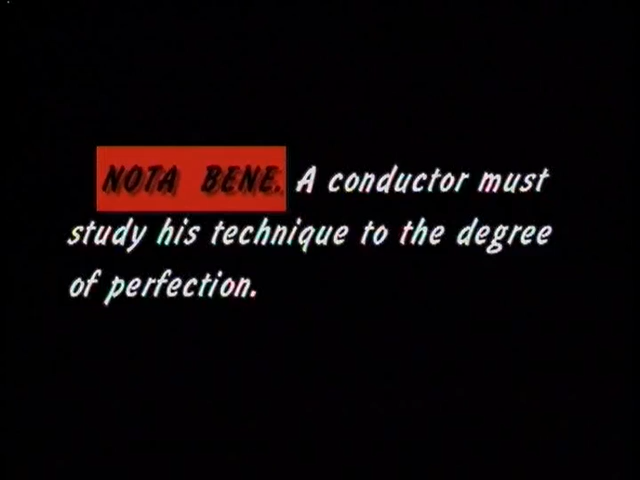 NOTA BENE. A conductor must
study his technique to the degree
of perfection.